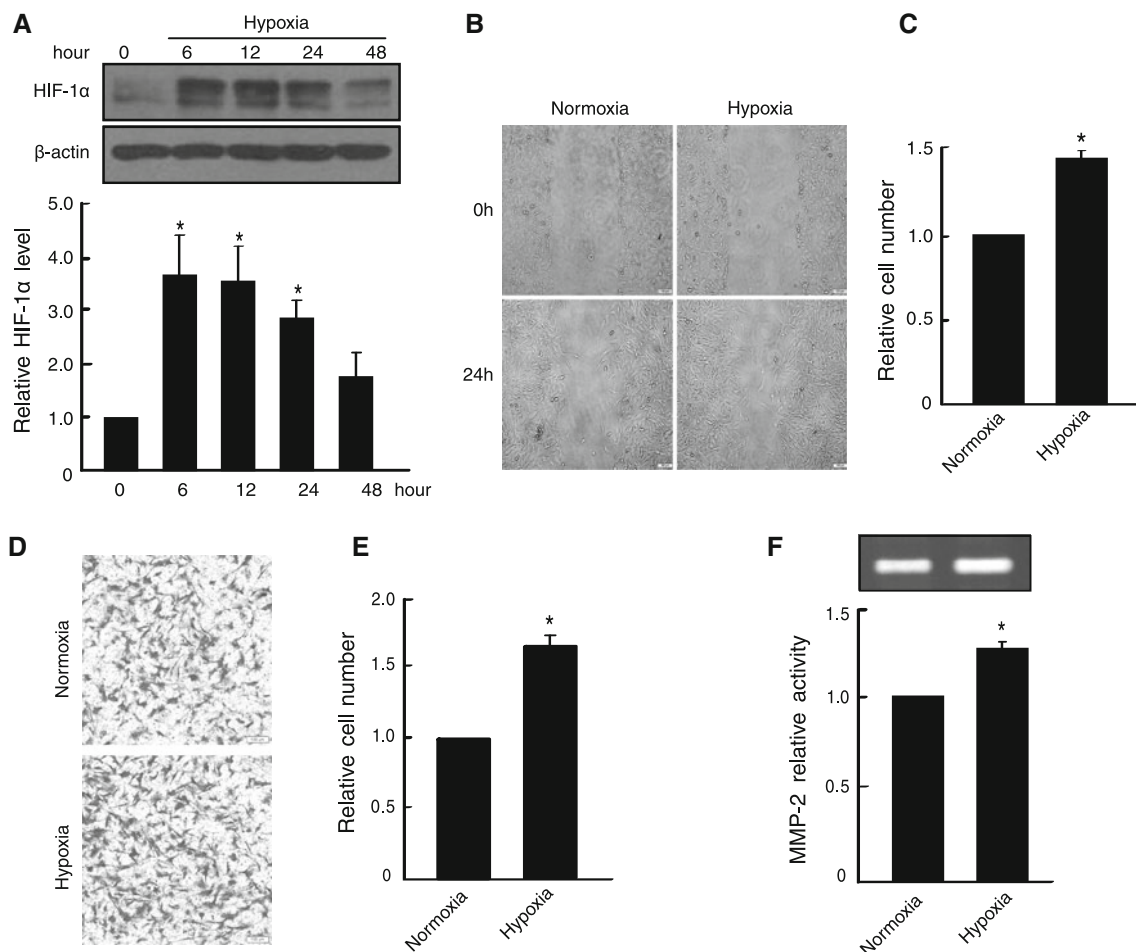 A
Hypoxia
hour 0 6 12 24 48
HIF-1α
β-actin
Relative HIF-1α level
5.0
4.0
3.0
2.0
1.0
0
* * *
0 6 12 24 48 hour
B
Normoxia Hypoxia
0h
24h
C
Relative cell number
1.5
1.0
0.5
0
*
Normoxia Hypoxia
D
Normoxia
Hypoxia
E
Relative cell number
2.0
1.5
1.0
0.5
0
*
Normoxia Hypoxia
F
MMP-2 relative activity
1.5
1.0
0.5
0
*
Normoxia Hypoxia